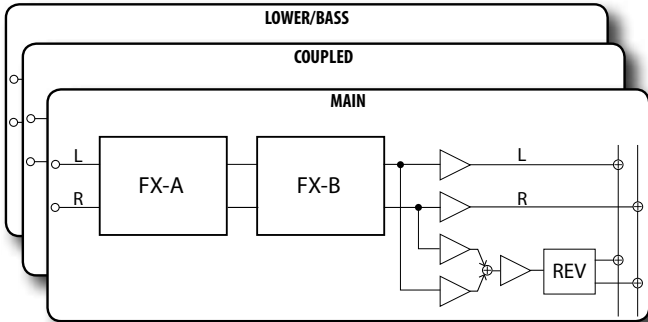 LOWER/BASS
COUPLED
MAIN
L
FX-A
FX-B
L
R
R
REV